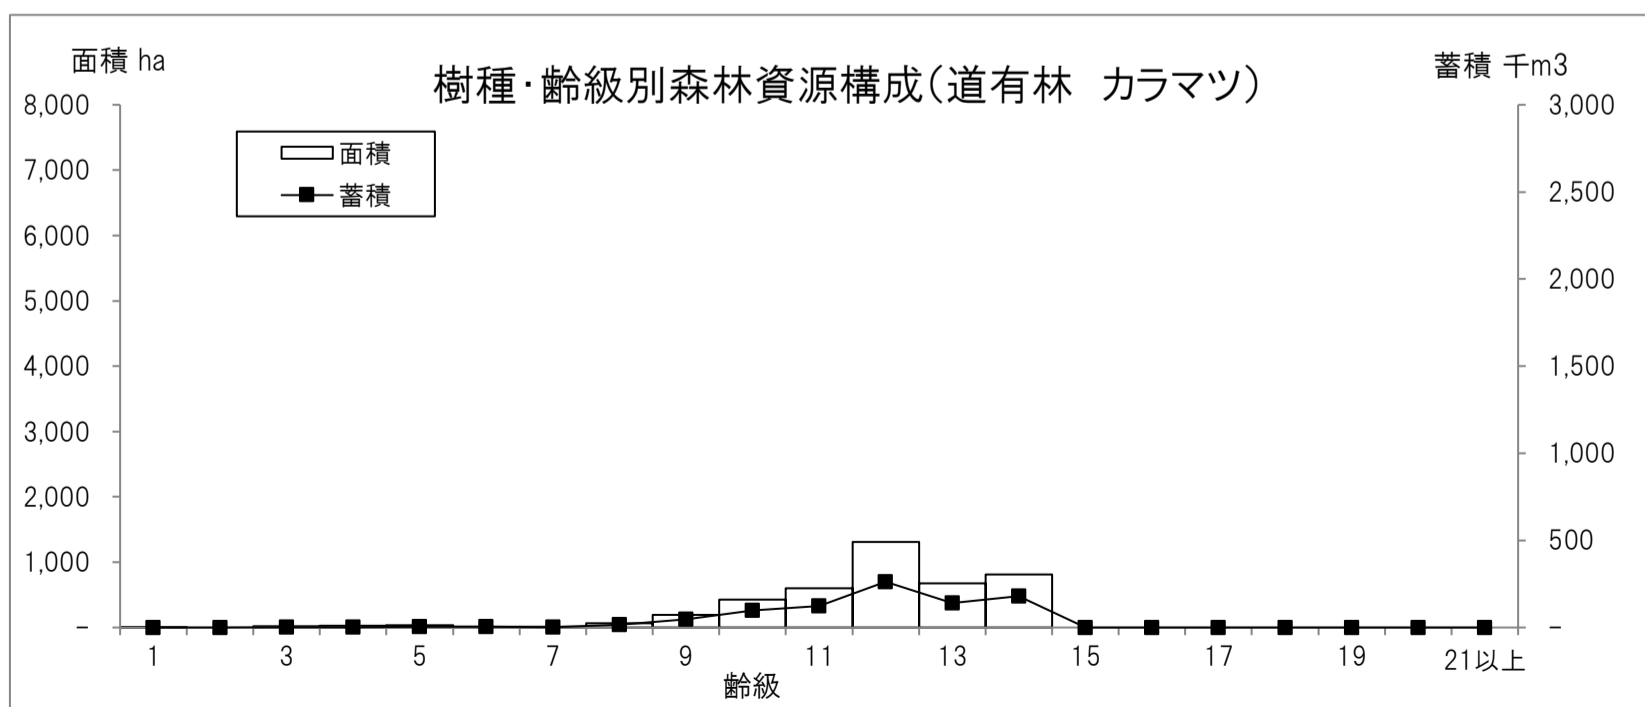 面積 ha
蓄積 千m3
樹種・齢級別森林資源構成(道有林　カラマツ)
面積
蓄積
8,000
7,000
6,000
5,000
4,000
3,000
2,000
1,000
−
3,000
2,500
2,000
1,500
1,000
500
−
1 3 5 7 9 11 13 15 17 19 21以上
齢級